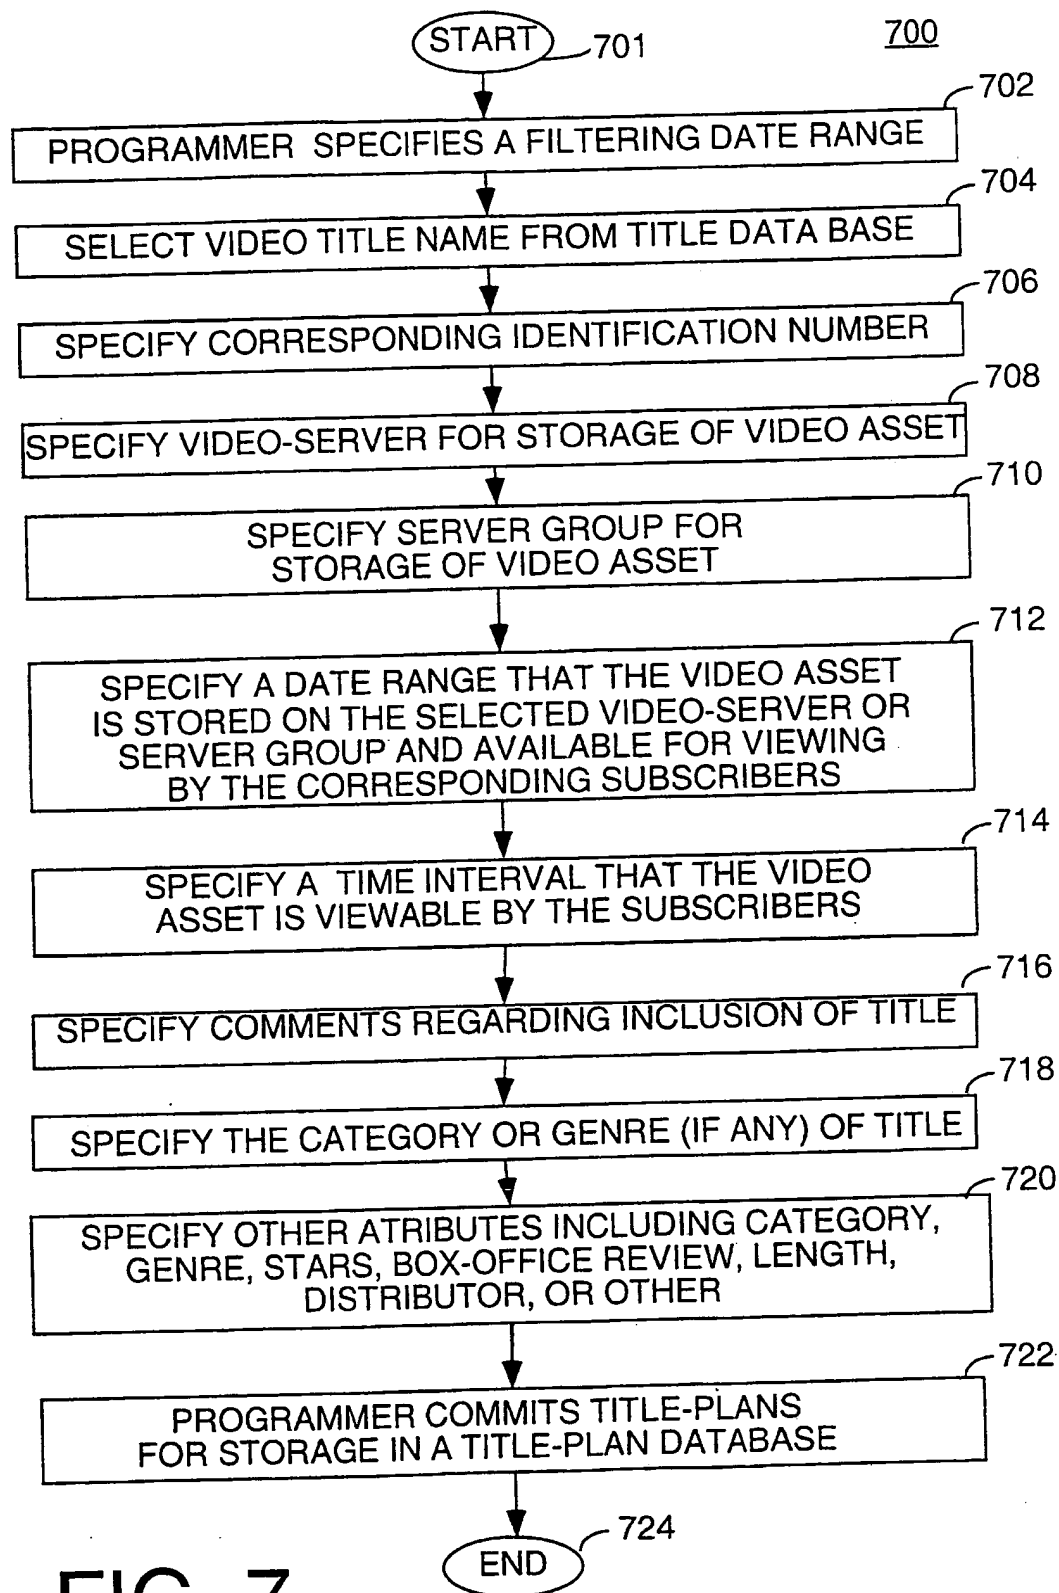 START
701
700
702
PROGRAMMER SPECIFIES A FILTERING DATE RANGE
704
SELECT VIDEO TITLE NAME FROM TITLE DATA BASE
706
SPECIFY CORRESPONDING IDENTIFICATION NUMBER
708
SPECIFY VIDEO-SERVER FOR STORAGE OF VIDEO ASSET
710
SPECIFY SERVER GROUP FOR
STORAGE OF VIDEO ASSET
712
SPECIFY A DATE RANGE THAT THE VIDEO ASSET
IS STORED ON THE SELECTED VIDEO-SERVER OR
SERVER GROUP AND AVAILABLE FOR VIEWING
BY THE CORRESPONDING SUBSCRIBERS
714
SPECIFY A TIME INTERVAL THAT THE VIDEO
ASSET IS VIEWABLE BY THE SUBSCRIBERS
716
SPECIFY COMMENTS REGARDING INCLUSION OF TITLE
718
SPECIFY THE CATEGORY OR GENRE (IF ANY) OF TITLE
720
SPECIFY OTHER ATRIBUTES INCLUDING CATEGORY,
GENRE, STARS, BOX-OFFICE REVIEW, LENGTH,
DISTRIBUTOR, OR OTHER
722
PROGRAMMER COMMITS TITLE-PLANS
FOR STORAGE IN A TITLE-PLAN DATABASE
724
END
FIG. 7